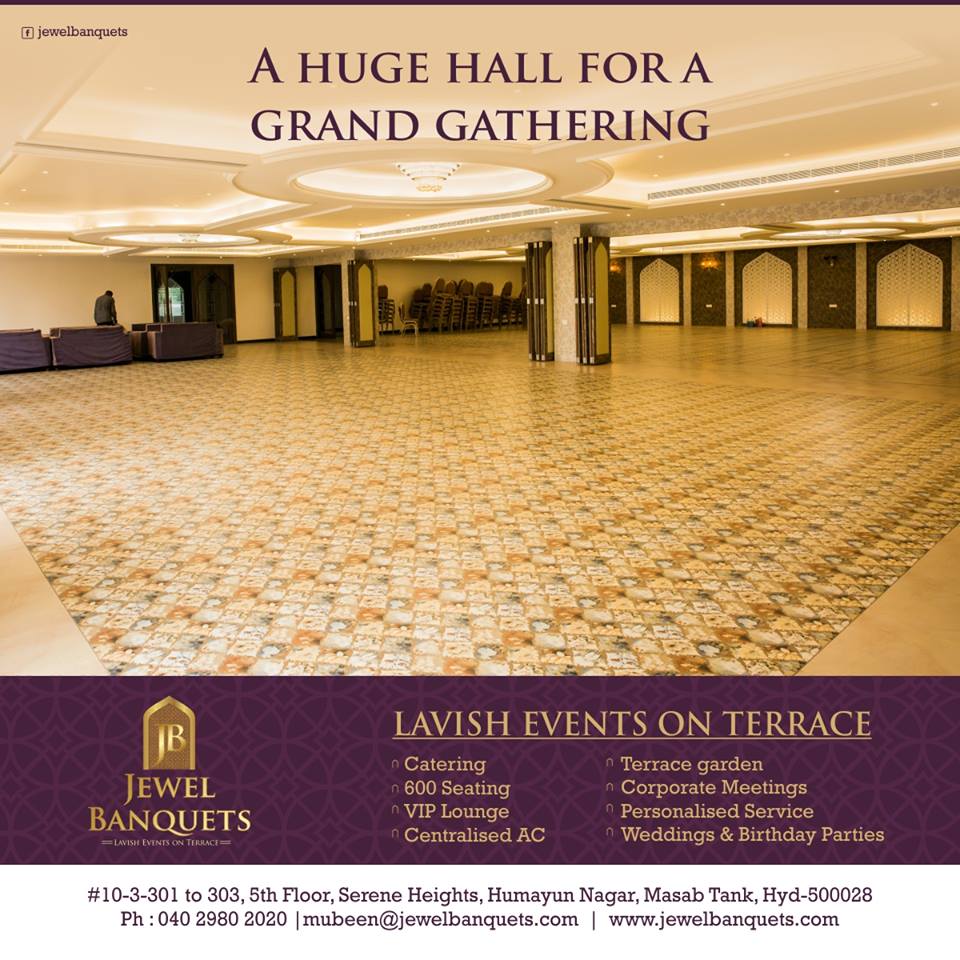 jewelbanquets
A HUGE HALL FOR A
GRAND GATHERING
JB
JEWEL
BANQUETS
LAVISH EVENTS ON TERRACE
LAVISH EVENTS ON TERRACE
Catering
600 Seating
VIP Lounge
Centralised AC
Terrace garden
Corporate Meetings
Personalised Service
Weddings & Birthday Parties
#10-3-301 to 303, 5th Floor, Serene Heights, Humayun Nagar, Masab Tank, Hyd-500028
Ph : 040 2980 2020 |mubeen@jewelbanquets.com | www.jewelbanquets.com